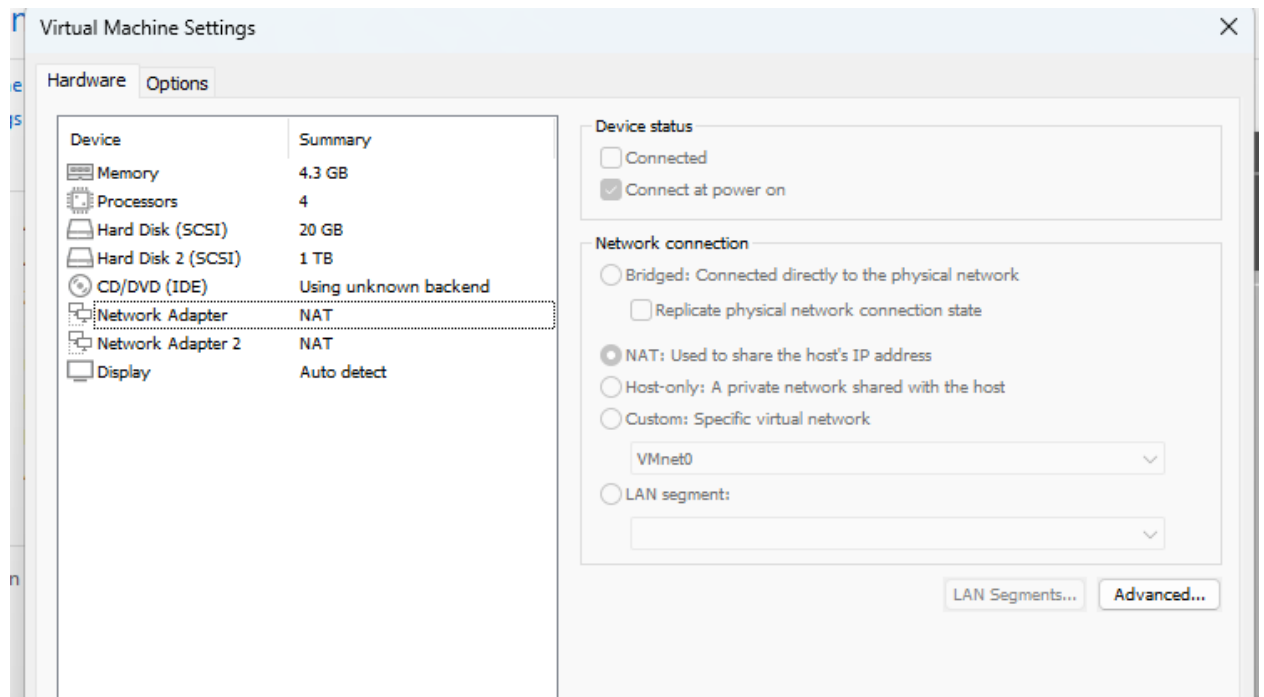 Virtual Machine Settings
Hardware Options
Device Summary
Memory 4.3 GB
Processors 4
Hard Disk (SCSI) 20 GB
Hard Disk 2 (SCSI) 1 TB
CD/DVD (IDE) Using unknown backend
Network Adapter NAT
Network Adapter 2 NAT
Display Auto detect
Device status
Connected
Connect at power on
Network connection
Bridged: Connected directly to the physical network
Replicate physical network connection state
NAT: Used to share the host's IP address
Host-only: A private network shared with the host
Custom: Specific virtual network
VMnet0
LAN segment:
LAN Segments... Advanced...